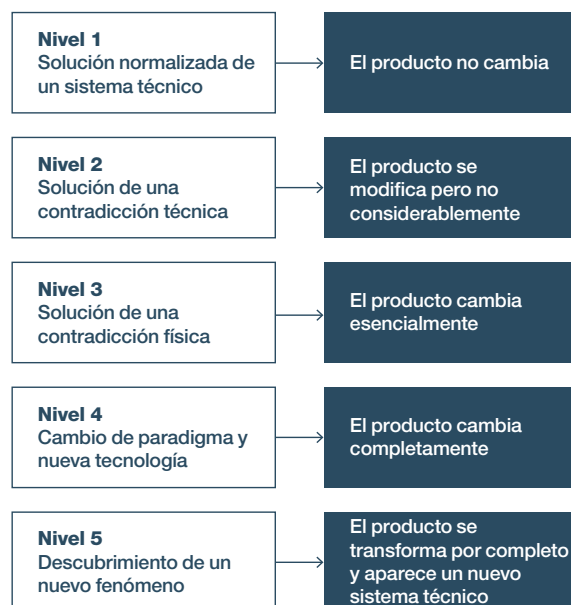 Nivel 1
Solución normalizada de
un sistema técnico
El producto no cambia
Nivel 2
Solución de una
contradicción técnica
El producto se
modifica pero no
considerablemente
Nivel 3
Solución de una
contradicción física
El producto cambia
esencialmente
Nivel 4
Cambio de paradigma y
nueva tecnología
El producto cambia
completamente
Nivel 5
Descubrimiento de un
nuevo fenómeno
El producto se
transforma por completo
y aparece un nuevo
sistema técnico